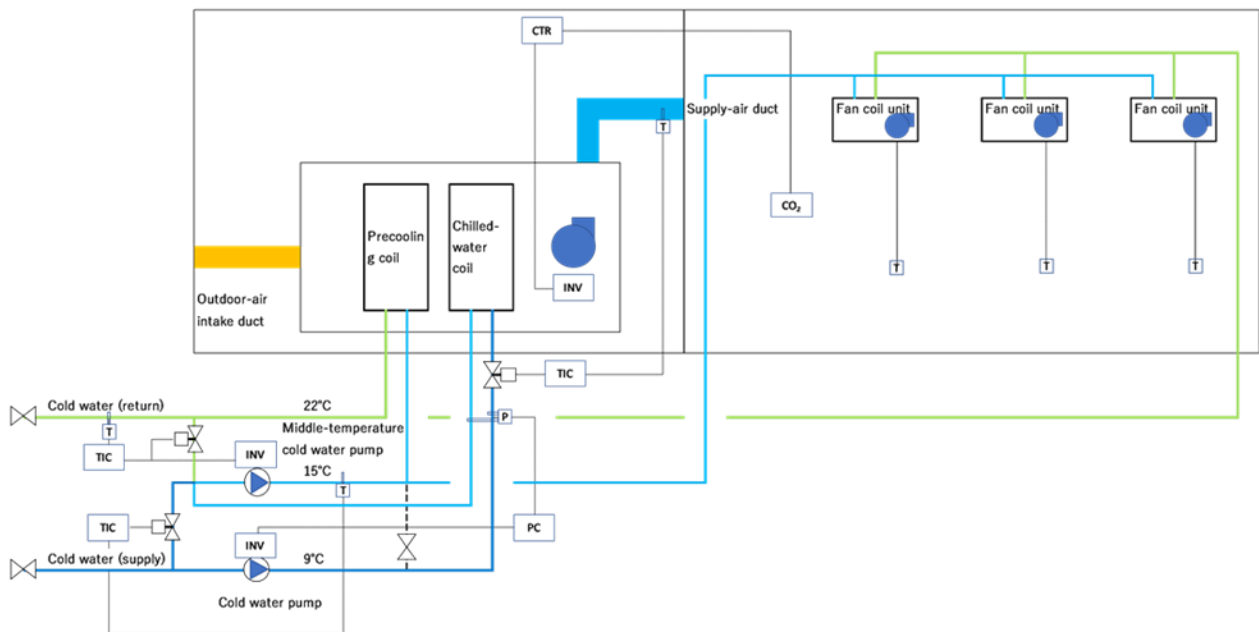 CTR
Supply-air duct
T
Fan coil unit
Fan coil unit
Fan coil unit
CO₂
Precoolin
g coil
Chilled-
water
coil
INV
T
T
T
Outdoor-air
intake duct
TIC
Cold water (return)
22°C
P
T
Middle-temperature
cold water pump
TIC
INV
15°C
T
TIC
PC
INV
Cold water (supply)
9°C
Cold water pump